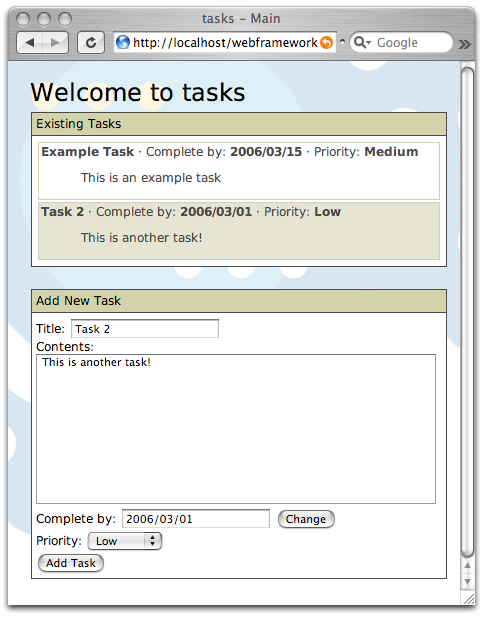 tasks – Main
http://localhost/webframework
Google
Welcome to tasks
Existing Tasks
Example Task · Complete by: 2006/03/15 · Priority: Medium
This is an example task
Task 2 · Complete by: 2006/03/01 · Priority: Low
This is another task!
Add New Task
Title: Task 2
Contents:
This is another task!
Complete by: 2006/03/01 Change
Priority: Low
Add Task